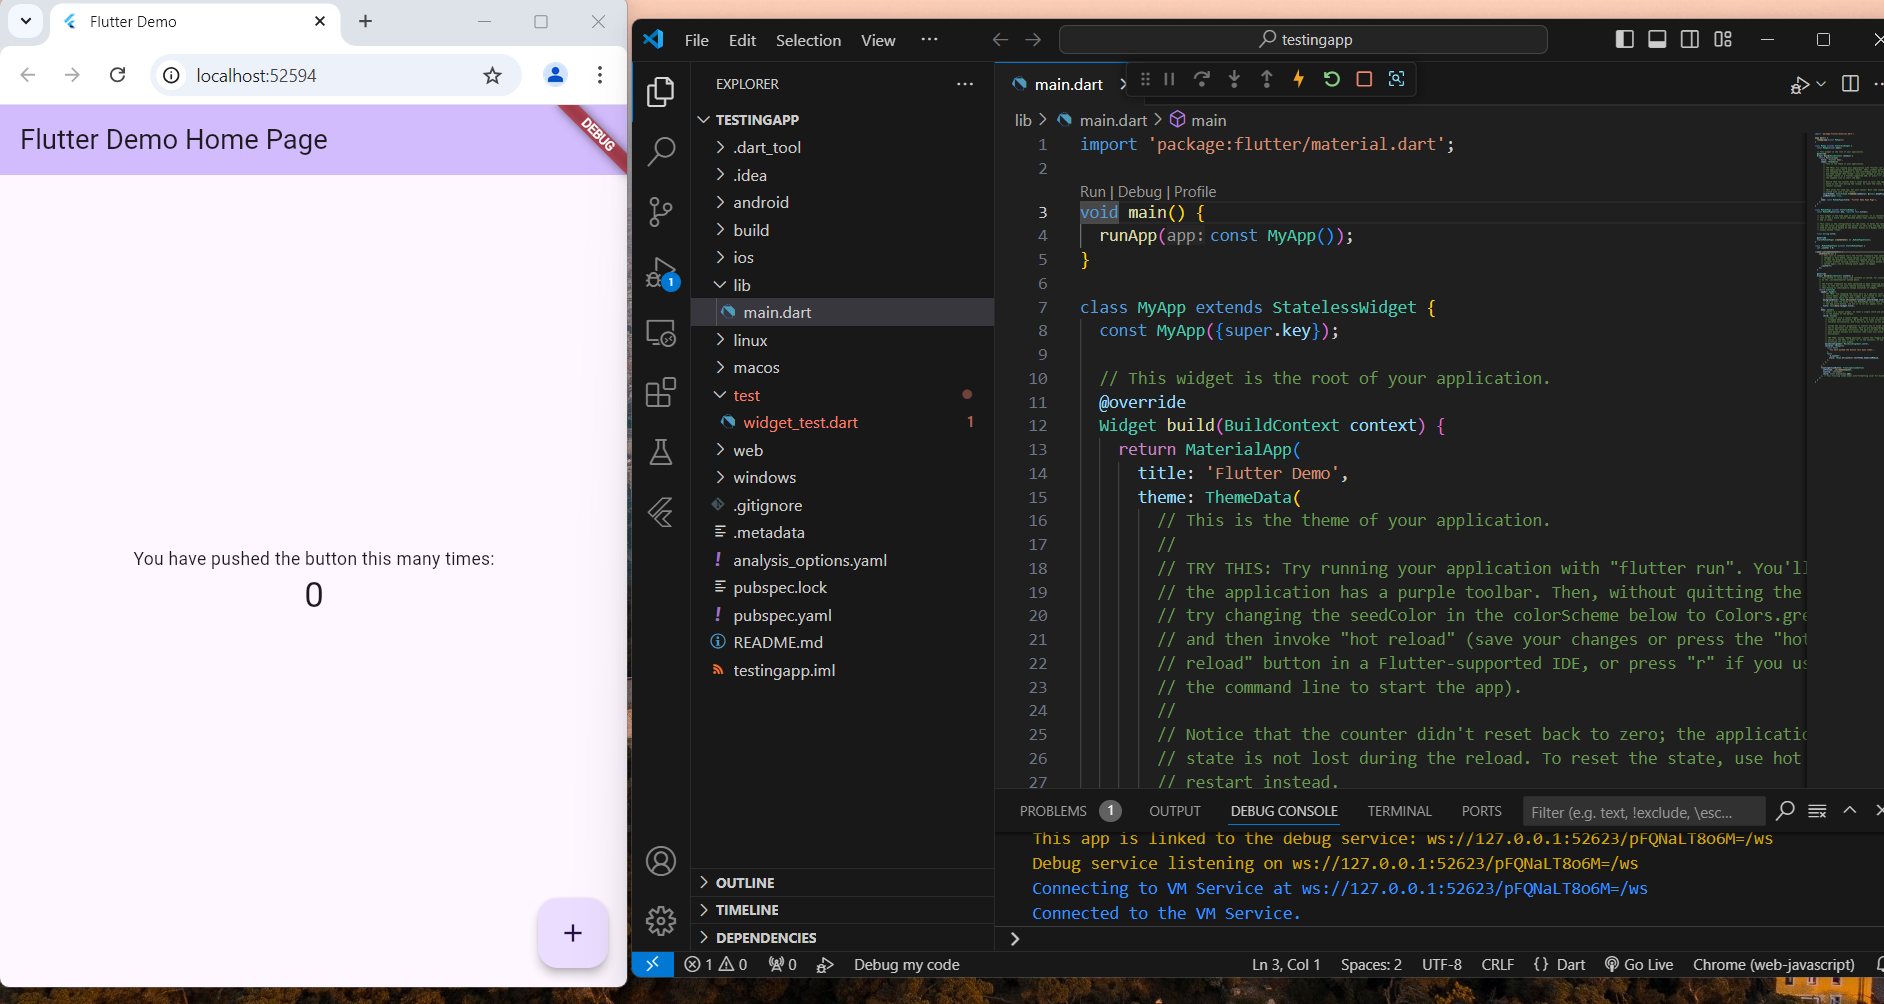 Flutter Demo
localhost:52594
Flutter Demo Home Page
DEBUG
You have pushed the button this many times:
0
+
File Edit Selection View ···
testingapp
EXPLORER
TESTINGAPP
.dart_tool
.idea
android
build
ios
lib
main.dart
linux
macos
test
widget_test.dart 1
web
windows
.gitignore
.metadata
! analysis_options.yaml
pubspec.lock
! pubspec.yaml
README.md
testingapp.iml
OUTLINE
TIMELINE
DEPENDENCIES
1
main.dart
lib > main.dart > main
1 import 'package:flutter/material.dart';
2
Run | Debug | Profile
3 void main() {
4 runApp(app: const MyApp());
5 }
6
7 class MyApp extends StatelessWidget {
8 const MyApp({super.key});
9
10 // This widget is the root of your application.
11 @override
12 Widget build(BuildContext context) {
13 return MaterialApp(
14 title: 'Flutter Demo',
15 theme: ThemeData(
16 // This is the theme of your application.
17 //
18 // TRY THIS: Try running your application with "flutter run". You'll
19 // the application has a purple toolbar. Then, without quitting the
20 // try changing the seedColor in the colorScheme below to Colors.gre
21 // and then invoke "hot reload" (save your changes or press the "hot
22 // reload" button in a Flutter-supported IDE, or press "r" if you us
23 // the command line to start the app).
24 //
25 // Notice that the counter didn't reset back to zero; the applicatio
26 // state is not lost during the reload. To reset the state, use hot
27 // restart instead.
PROBLEMS 1 OUTPUT DEBUG CONSOLE TERMINAL PORTS Filter (e.g. text, !exclude, \esc...
This app is linked to the debug service: ws://127.0.0.1:52623/pFQNaLT8o6M=/ws
Debug service listening on ws://127.0.0.1:52623/pFQNaLT8o6M=/ws
Connecting to VM Service at ws://127.0.0.1:52623/pFQNaLT8o6M=/ws
Connected to the VM Service.
>
1 0 0 Debug my code Ln 3, Col 1 Spaces: 2 UTF-8 CRLF {} Dart Go Live Chrome (web-javascript)